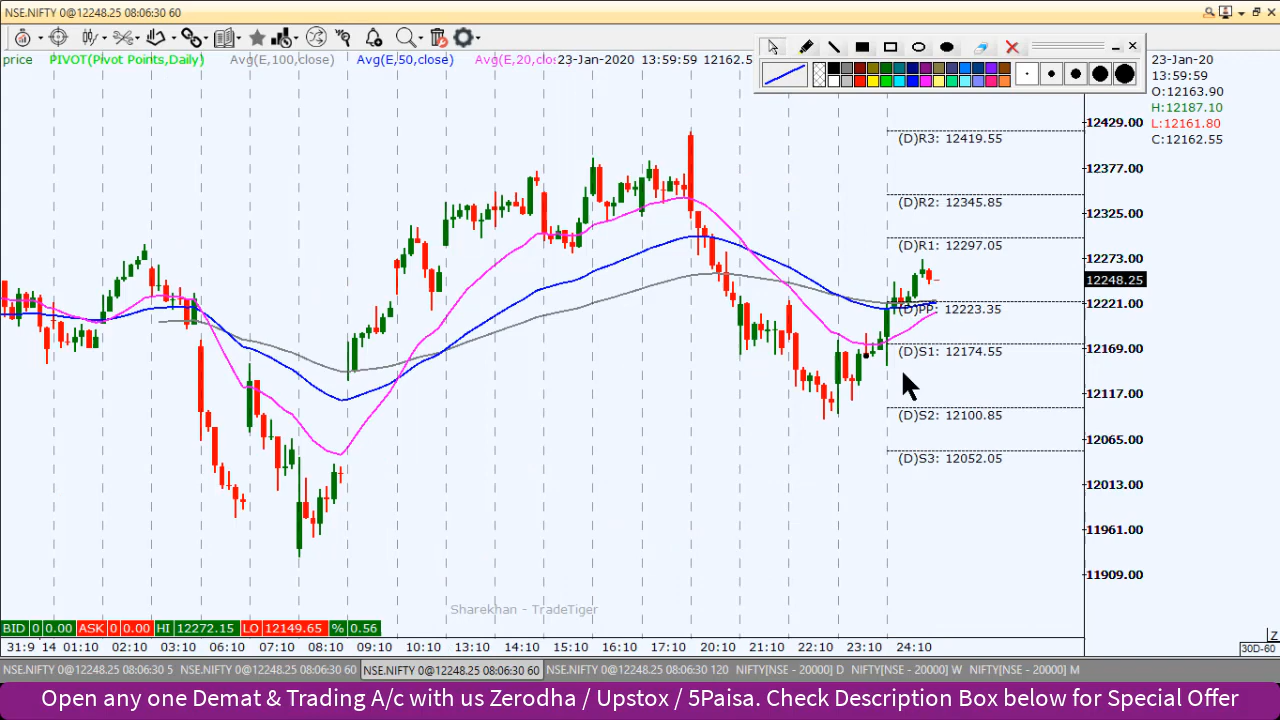 NSE.NIFTY 0@12248.25 08:06:30 60
price PIVOT(Pivot Points,Daily) Avg(E,100,close) Avg(E,50,close) Avg(E,20,clos 23-Jan-2020 13:59:59 12162.5
23-Jan-20
13:59:59
O:12163.90
H:12187.10
L:12161.80
C:12162.55
12429.00
(D)R3: 12419.55
12377.00
(D)R2: 12345.85
12325.00
(D)R1: 12297.05
12273.00
12248.25
12221.00
(D)PP: 12223.35
12169.00
(D)S1: 12174.55
12117.00
(D)S2: 12100.85
12065.00
(D)S3: 12052.05
12013.00
11961.00
11909.00
Sharekhan - TradeTiger
BID 0 0.00 ASK 0 0.00 HI 12272.15 LO 12149.65 % 0.56
Z
31:9 14 01:10 02:10 03:10 06:10 07:10 08:10 09:10 10:10 13:10 14:10 15:10 16:10 17:10 20:10 21:10 22:10 23:10 24:10 30D-60
NSE.NIFTY 0@12248.25 08:06:30 5 NSE.NIFTY 0@12248.25 08:06:30 60 NSE.NIFTY 0@12248.25 08:06:30 60 NSE.NIFTY 0@12248.25 08:06:30 120 NIFTY[NSE - 20000] D NIFTY[NSE - 20000] W NIFTY[NSE - 20000] M
Open any one Demat & Trading A/c with us Zerodha / Upstox / 5Paisa. Check Description Box below for Special Offer